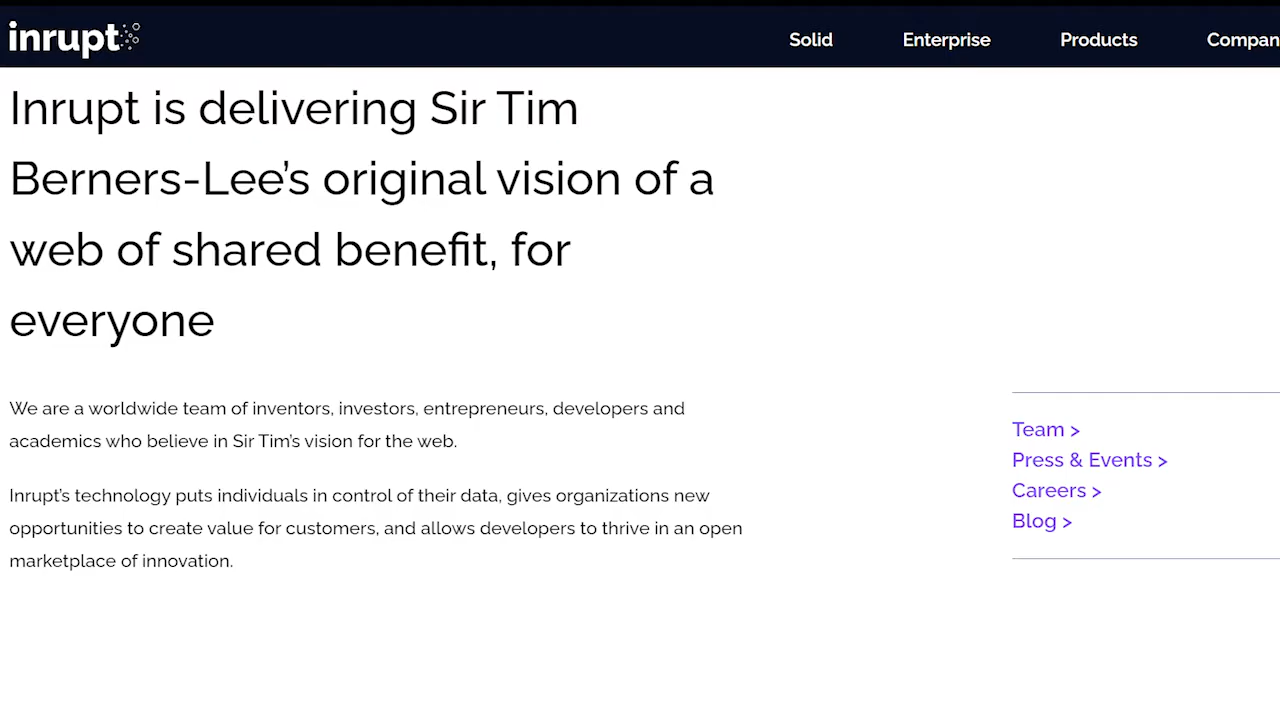 inrupt
Solid
Enterprise
Products
Compan
Inrupt is delivering Sir Tim
Berners-Lee’s original vision of a
web of shared benefit, for
everyone
We are a worldwide team of inventors, investors, entrepreneurs, developers and
academics who believe in Sir Tim’s vision for the web.
Inrupt’s technology puts individuals in control of their data, gives organizations new
opportunities to create value for customers, and allows developers to thrive in an open
marketplace of innovation.
Team >
Press & Events >
Careers >
Blog >